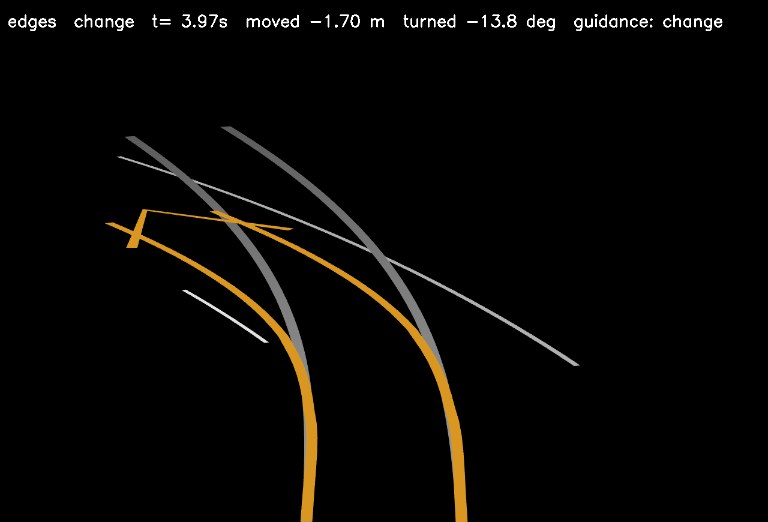 edges change t= 3.97s moved −1.70 m turned −13.8 deg guidance: change